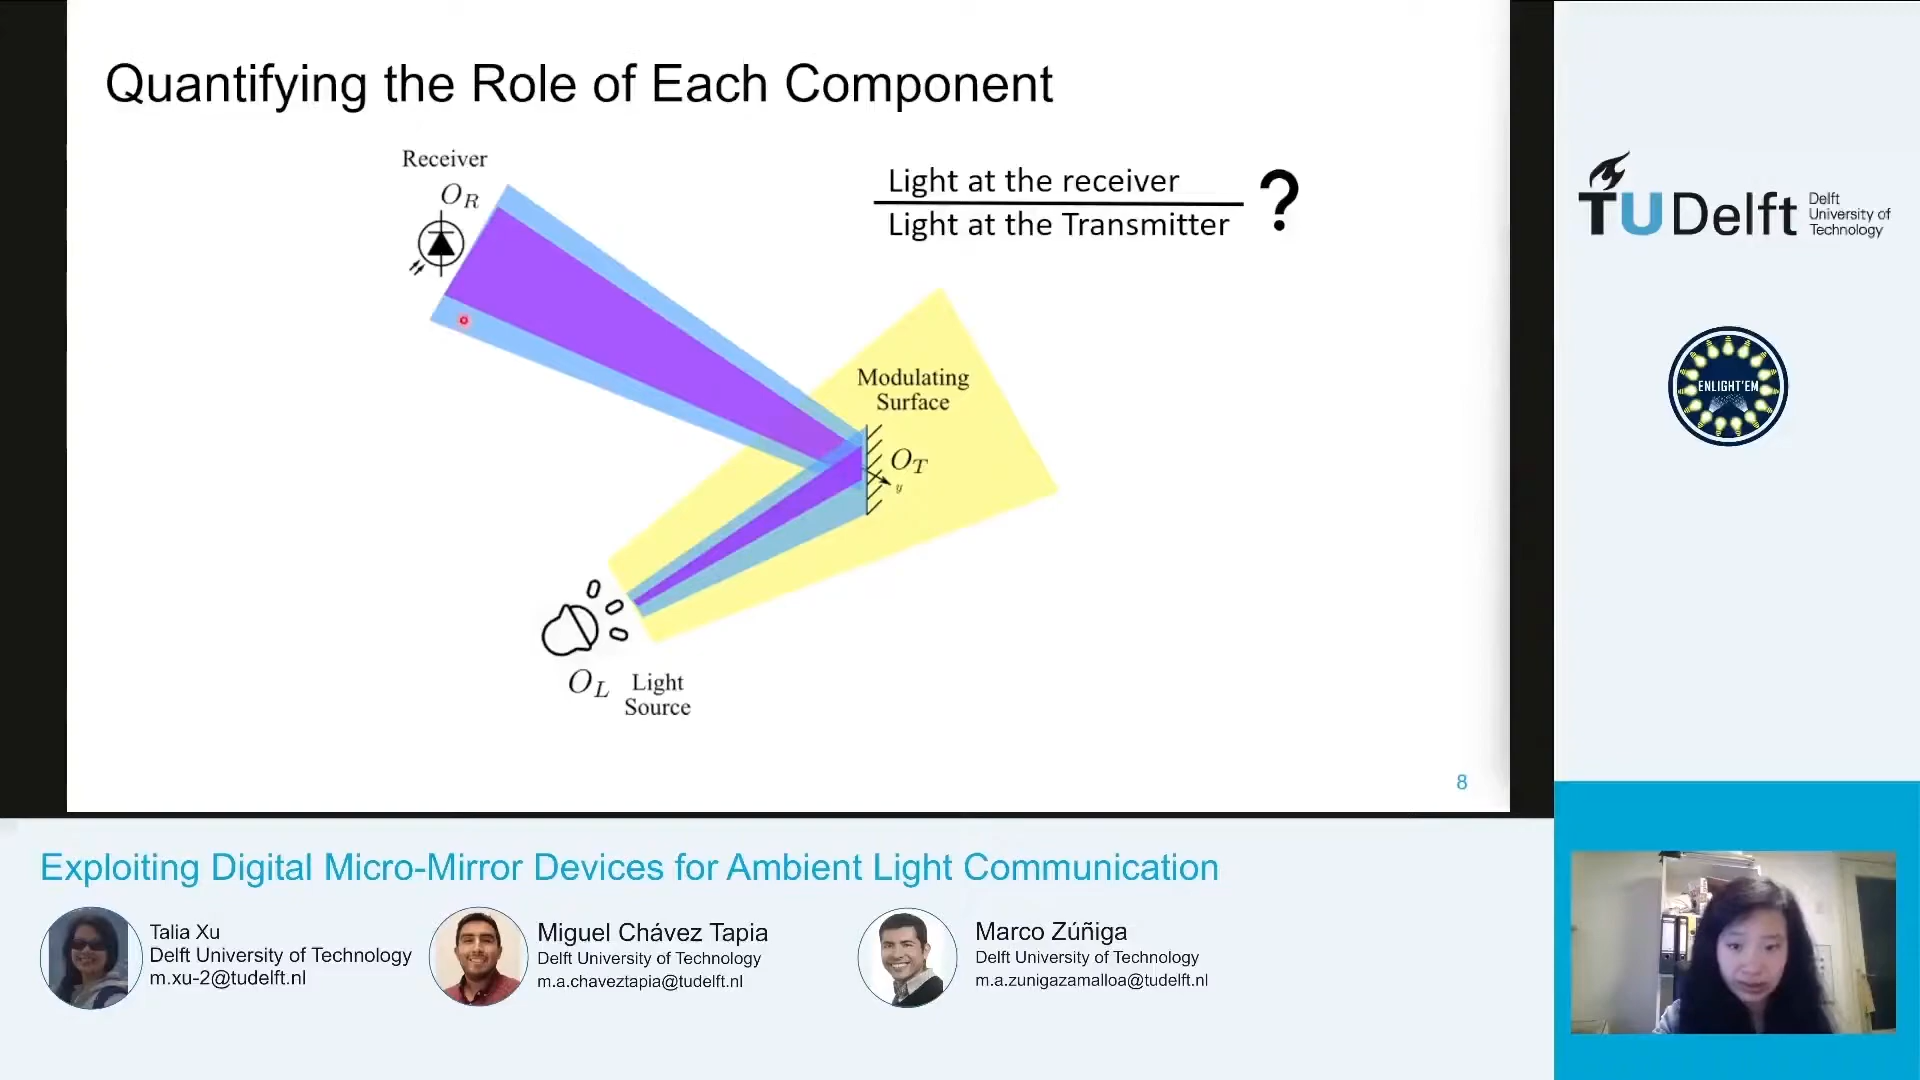 Quantifying the Role of Each Component
Receiver
O_R
Light at the receiver
Light at the Transmitter
?
Modulating
Surface
O_T
y
O_L
Light
Source
8
TU Delft
Delft
University of
Technology
ENLIGHT'EM
Exploiting Digital Micro-Mirror Devices for Ambient Light Communication
Talia Xu
Delft University of Technology
m.xu-2@tudelft.nl
Miguel Chávez Tapia
Delft University of Technology
m.a.chaveztapia@tudelft.nl
Marco Zúñiga
Delft University of Technology
m.a.zunigazamalloa@tudelft.nl